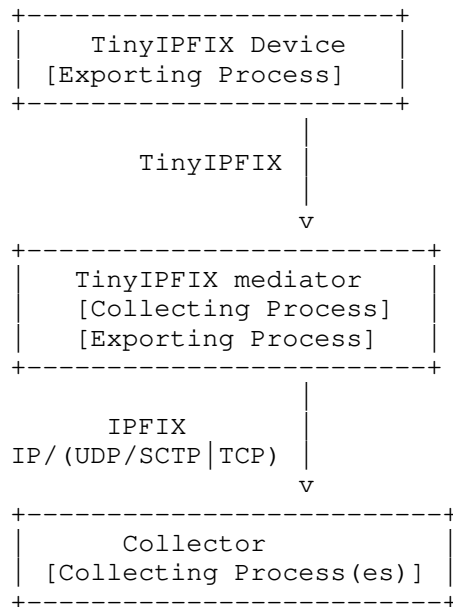 TinyIPFIX Device
[Exporting Process]
TinyIPFIX
v
TinyIPFIX mediator
[Collecting Process]
[Exporting Process]
IPFIX
IP/(UDP/SCTP|TCP)
v
Collector
[Collecting Process(es)]